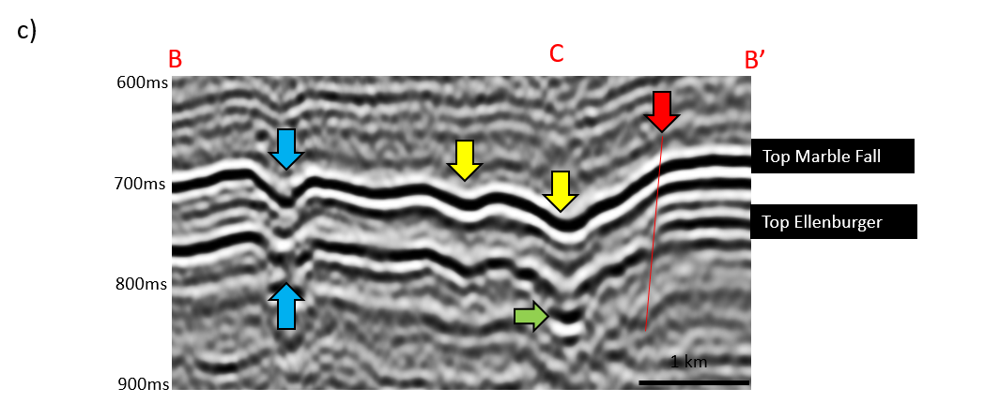 c)
B
C
B’
600ms
Top Marble Fall
700ms
Top Ellenburger
800ms
1 km
900ms